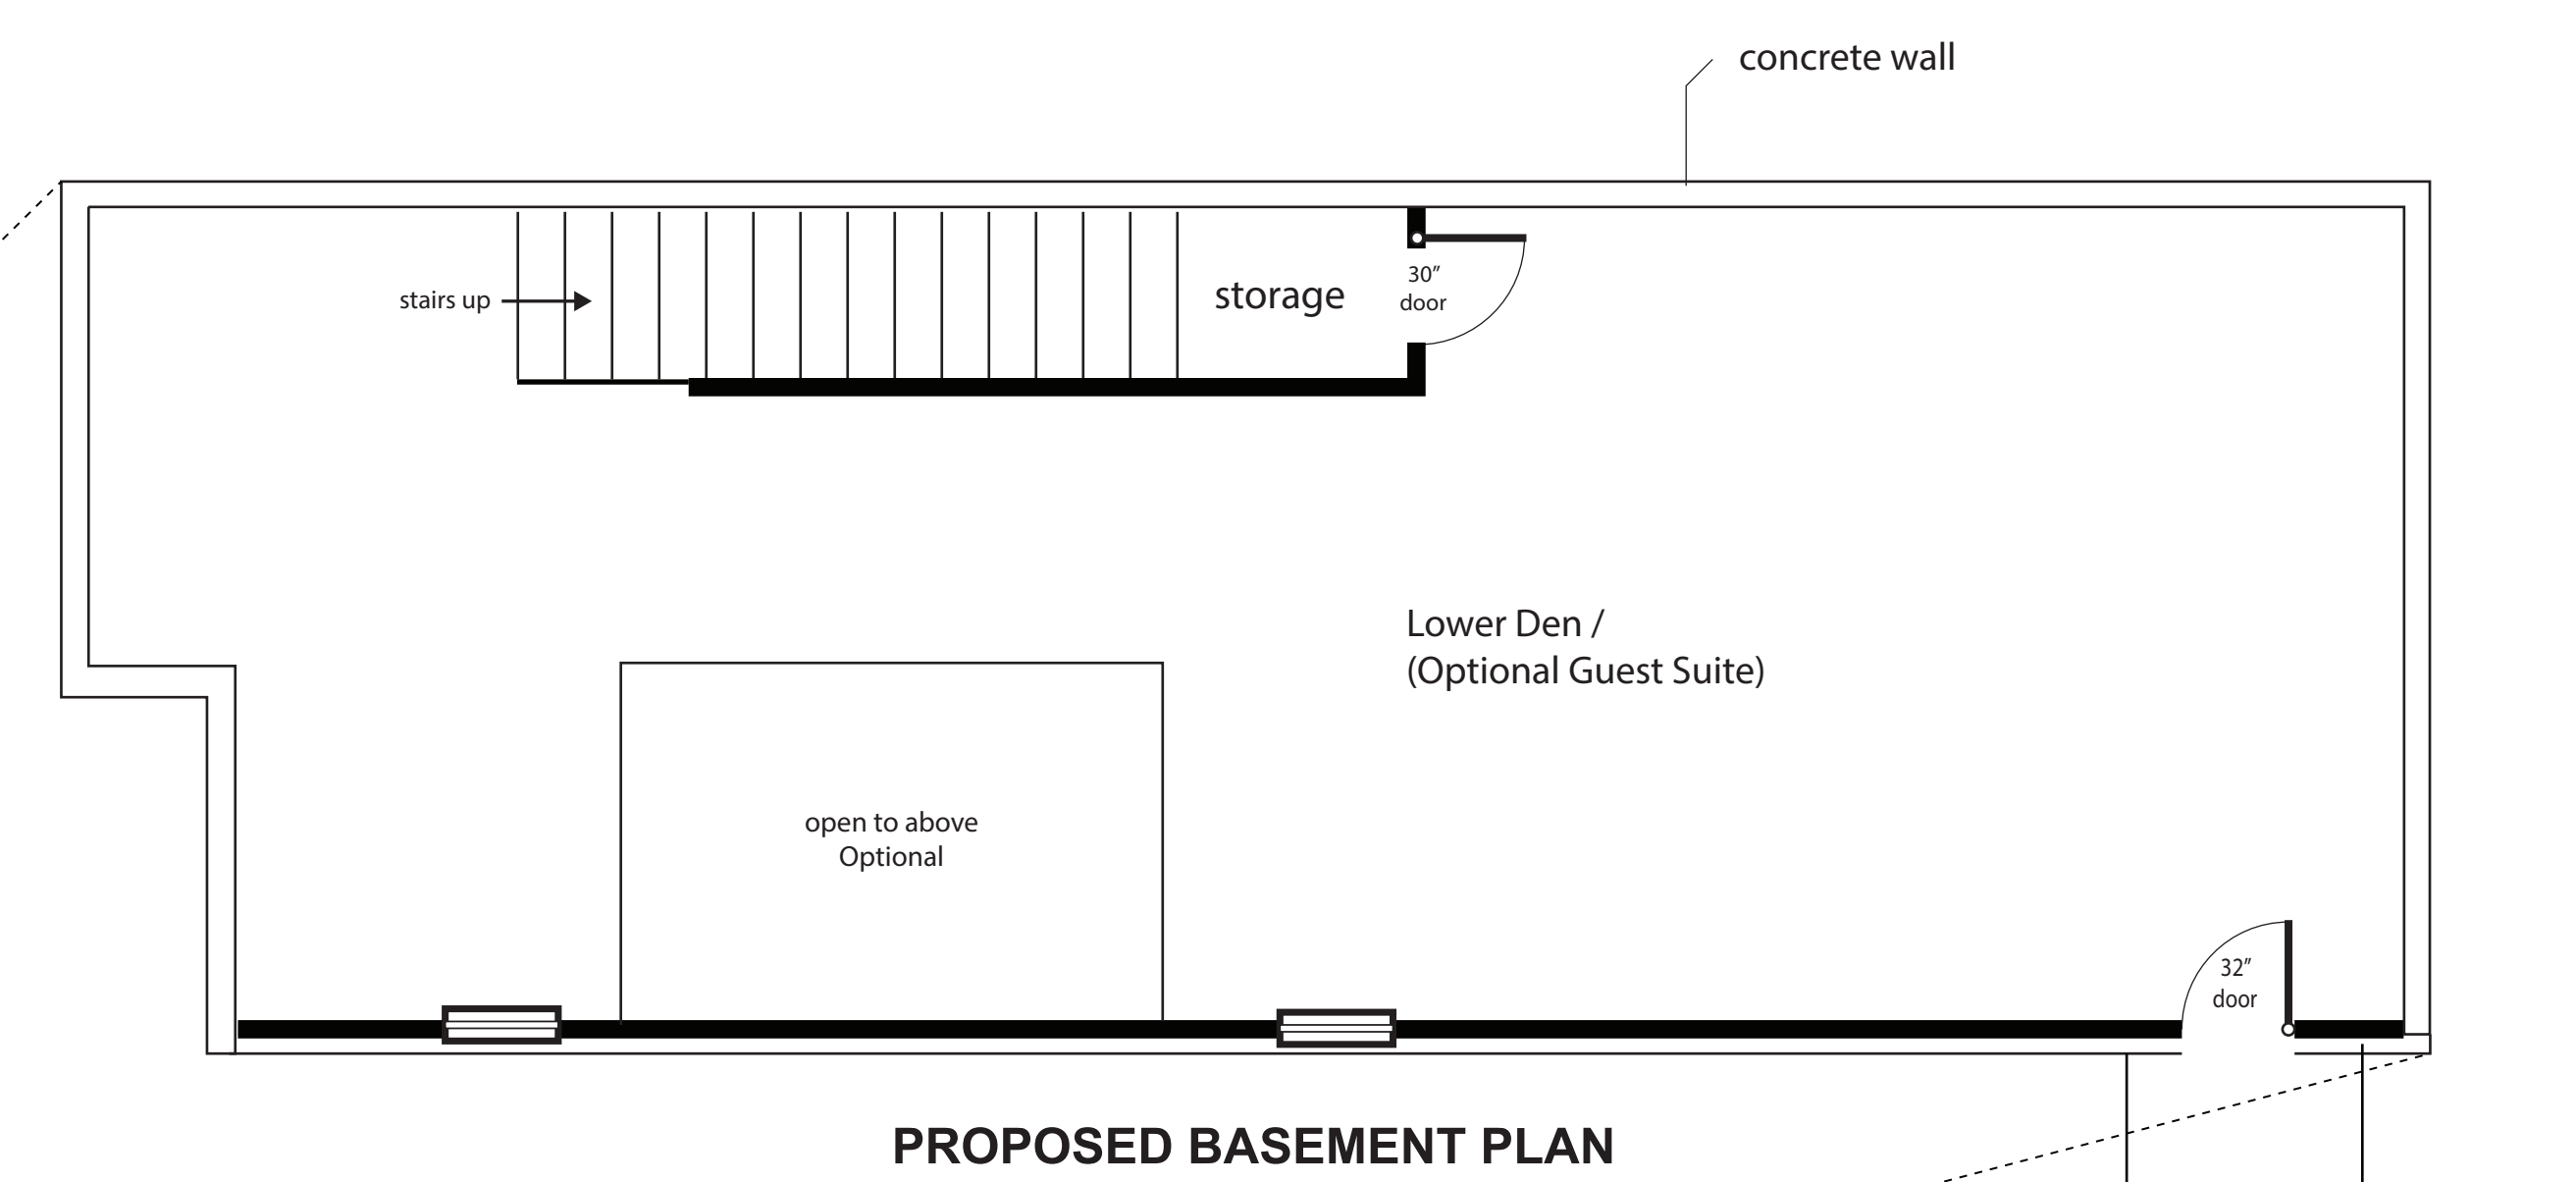 concrete wall
stairs up
storage
30”
door
Lower Den /
(Optional Guest Suite)
open to above
Optional
32”
door
PROPOSED BASEMENT PLAN